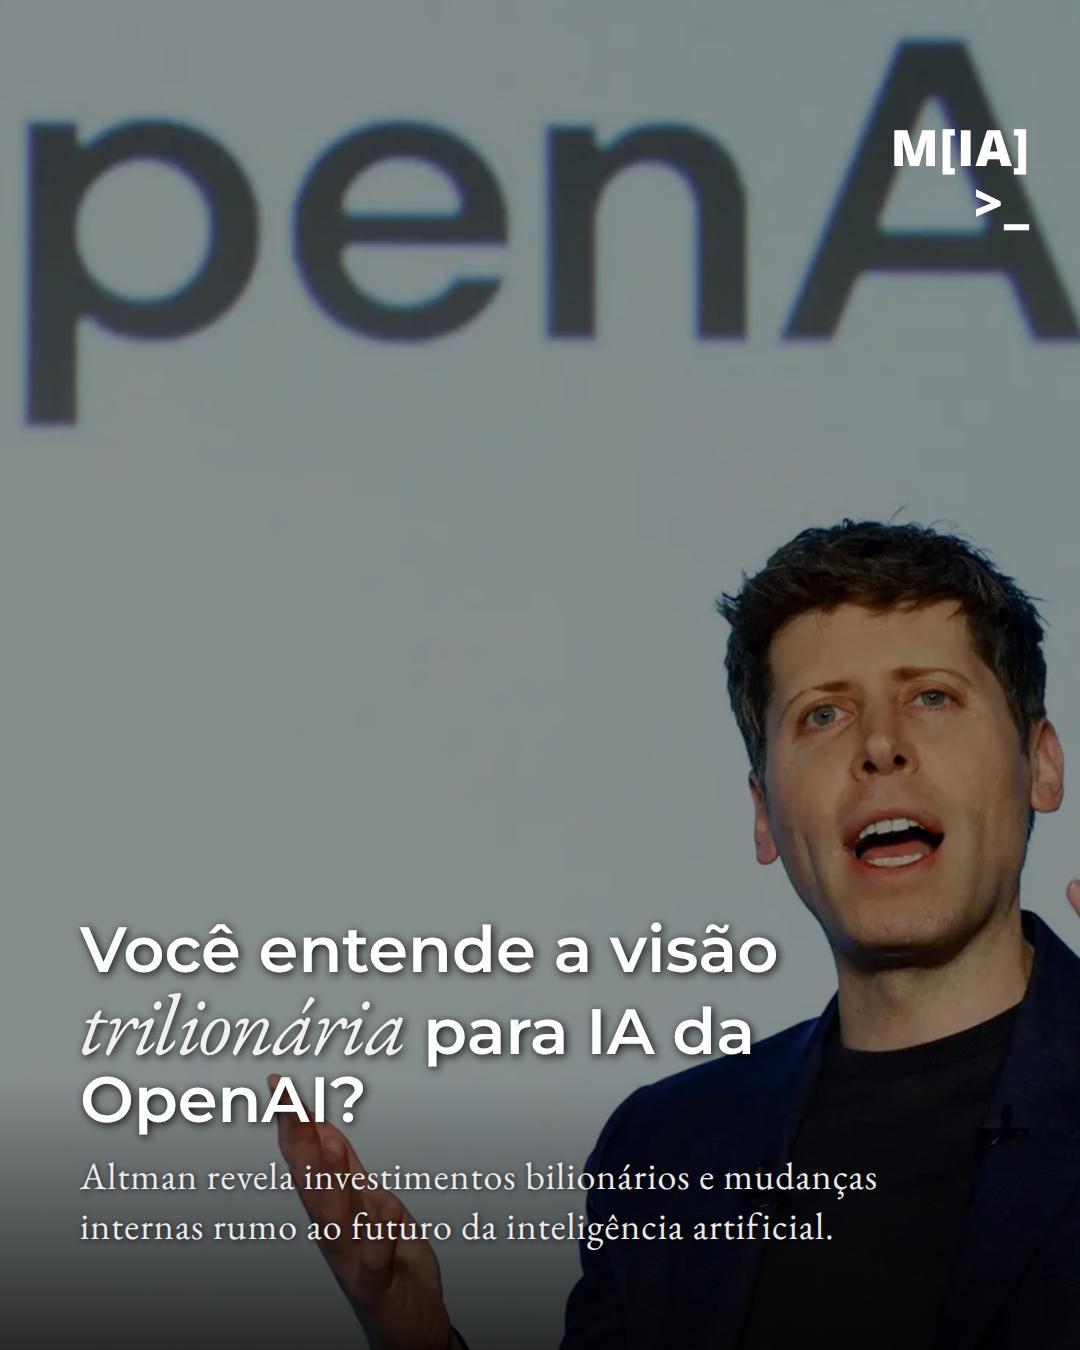 penA
M[IA]
>_
Você entende a visão
trilionária para IA da
OpenAI?
Altman revela investimentos bilionários e mudanças
internas rumo ao futuro da inteligência artificial.